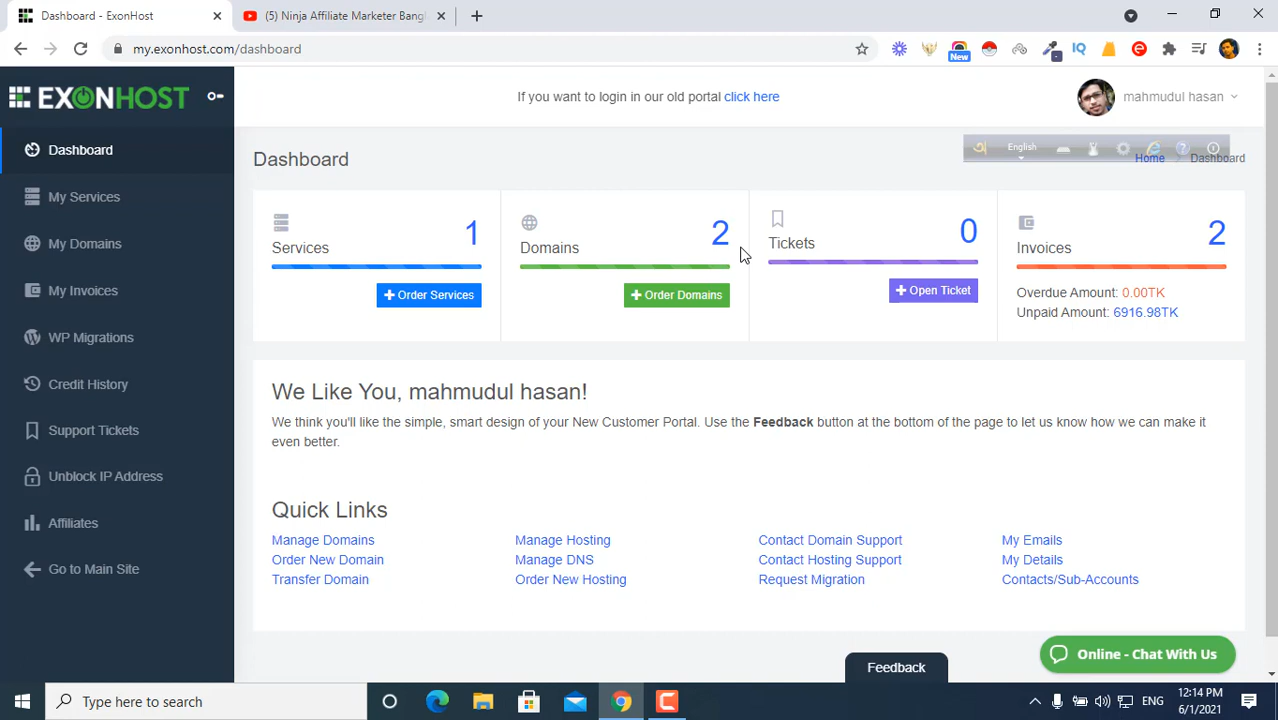 Dashboard - ExonHost
(5) Ninja Affiliate Marketer Bang
my.exonhost.com/dashboard
New
IQ
EXONHOST
If you want to login in our old portal click here
mahmudul hasan
Dashboard
My Services
My Domains
My Invoices
WP Migrations
Credit History
Support Tickets
Unblock IP Address
Affiliates
Go to Main Site
Dashboard
অ English
Home Dashboard
Services 1
+ Order Services
Domains 2
+ Order Domains
Tickets 0
+ Open Ticket
Invoices 2
Overdue Amount: 0.00TK
Unpaid Amount: 6916.98TK
We Like You, mahmudul hasan!
We think you'll like the simple, smart design of your New Customer Portal. Use the Feedback button at the bottom of the page to let us know how we can make it
even better.
Quick Links
Manage Domains
Order New Domain
Transfer Domain
Manage Hosting
Manage DNS
Order New Hosting
Contact Domain Support
Contact Hosting Support
Request Migration
My Emails
My Details
Contacts/Sub-Accounts
Online - Chat With Us
Feedback
Type here to search
ENG
12:14 PM
6/1/2021